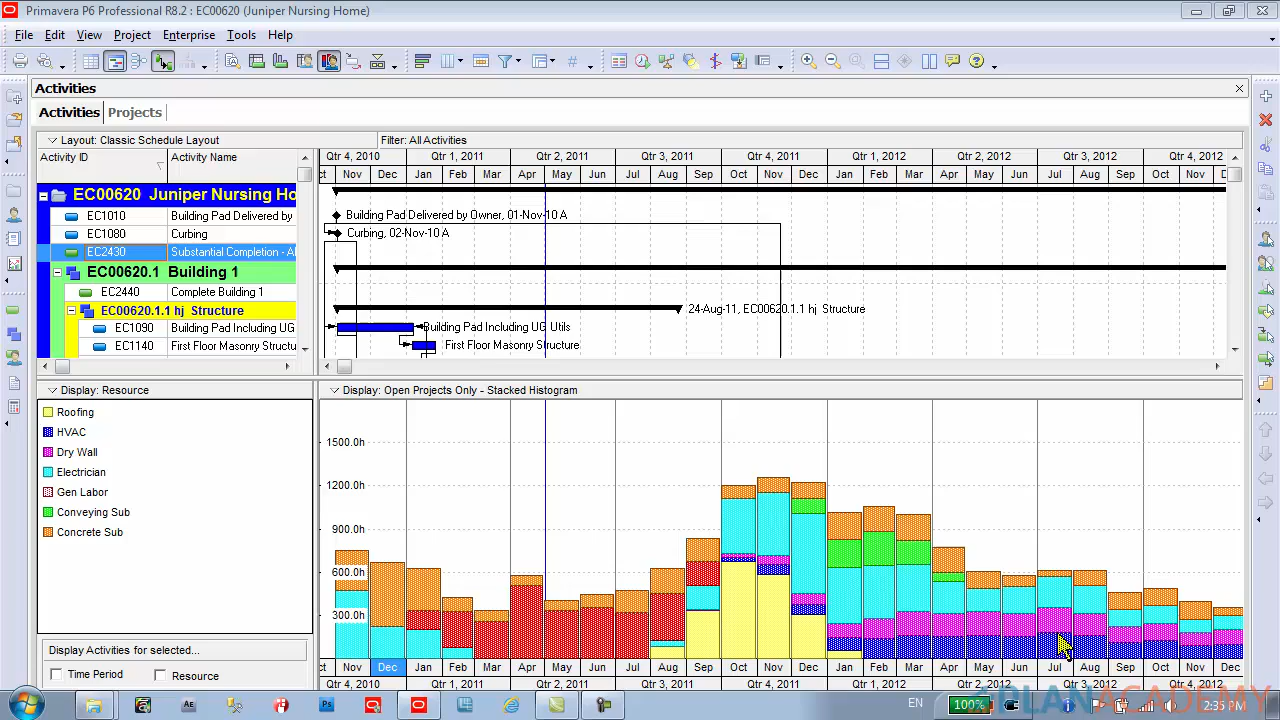 Primavera P6 Professional R8.2 : EC00620 (Juniper Nursing Home)
File Edit View Project Enterprise Tools Help
Activities
Activities Projects
Layout: Classic Schedule Layout Filter: All Activities
Activity ID Activity Name
Qtr 4, 2010 Qtr 1, 2011 Qtr 2, 2011 Qtr 3, 2011 Qtr 4, 2011 Qtr 1, 2012 Qtr 2, 2012 Qtr 3, 2012 Qtr 4, 2012
ct Nov Dec Jan Feb Mar Apr May Jun Jul Aug Sep Oct Nov Dec Jan Feb Mar Apr May Jun Jul Aug Sep Oct Nov Dec
EC00620 Juniper Nursing Ho
EC1010 Building Pad Delivered by Building Pad Delivered by Owner, 01-Nov-10 A
EC1080 Curbing Curbing, 02-Nov-10 A
EC2430 Substantial Completion - Al
EC00620.1 Building 1
EC2440 Complete Building 1
EC00620.1.1 hj Structure 24-Aug-11, EC00620.1.1 hj Structure
EC1090 Building Pad Including UG Building Pad Including UG Utils
EC1140 First Floor Masonry Structu First Floor Masonry Structure
Display: Resource Display: Open Projects Only - Stacked Histogram
Roofing
HVAC
Dry Wall
Electrician
Gen Labor
Conveying Sub
Concrete Sub
1500.0h
1200.0h
900.0h
600.0h
300.0h
Display Activities for selected...
Time Period Resource
ct Nov Dec Jan Feb Mar Apr May Jun Jul Aug Sep Oct Nov Dec Jan Feb Mar Apr May Jun Jul Aug Sep Oct Nov Dec
Qtr 4, 2010 Qtr 1, 2011 Qtr 2, 2011 Qtr 3, 2011 Qtr 4, 2011 Qtr 1, 2012 Qtr 2, 2012 Qtr 3, 2012 Qtr 4, 2012
PLANACADEMY
Ae Ps EN 100% 2:35 PM